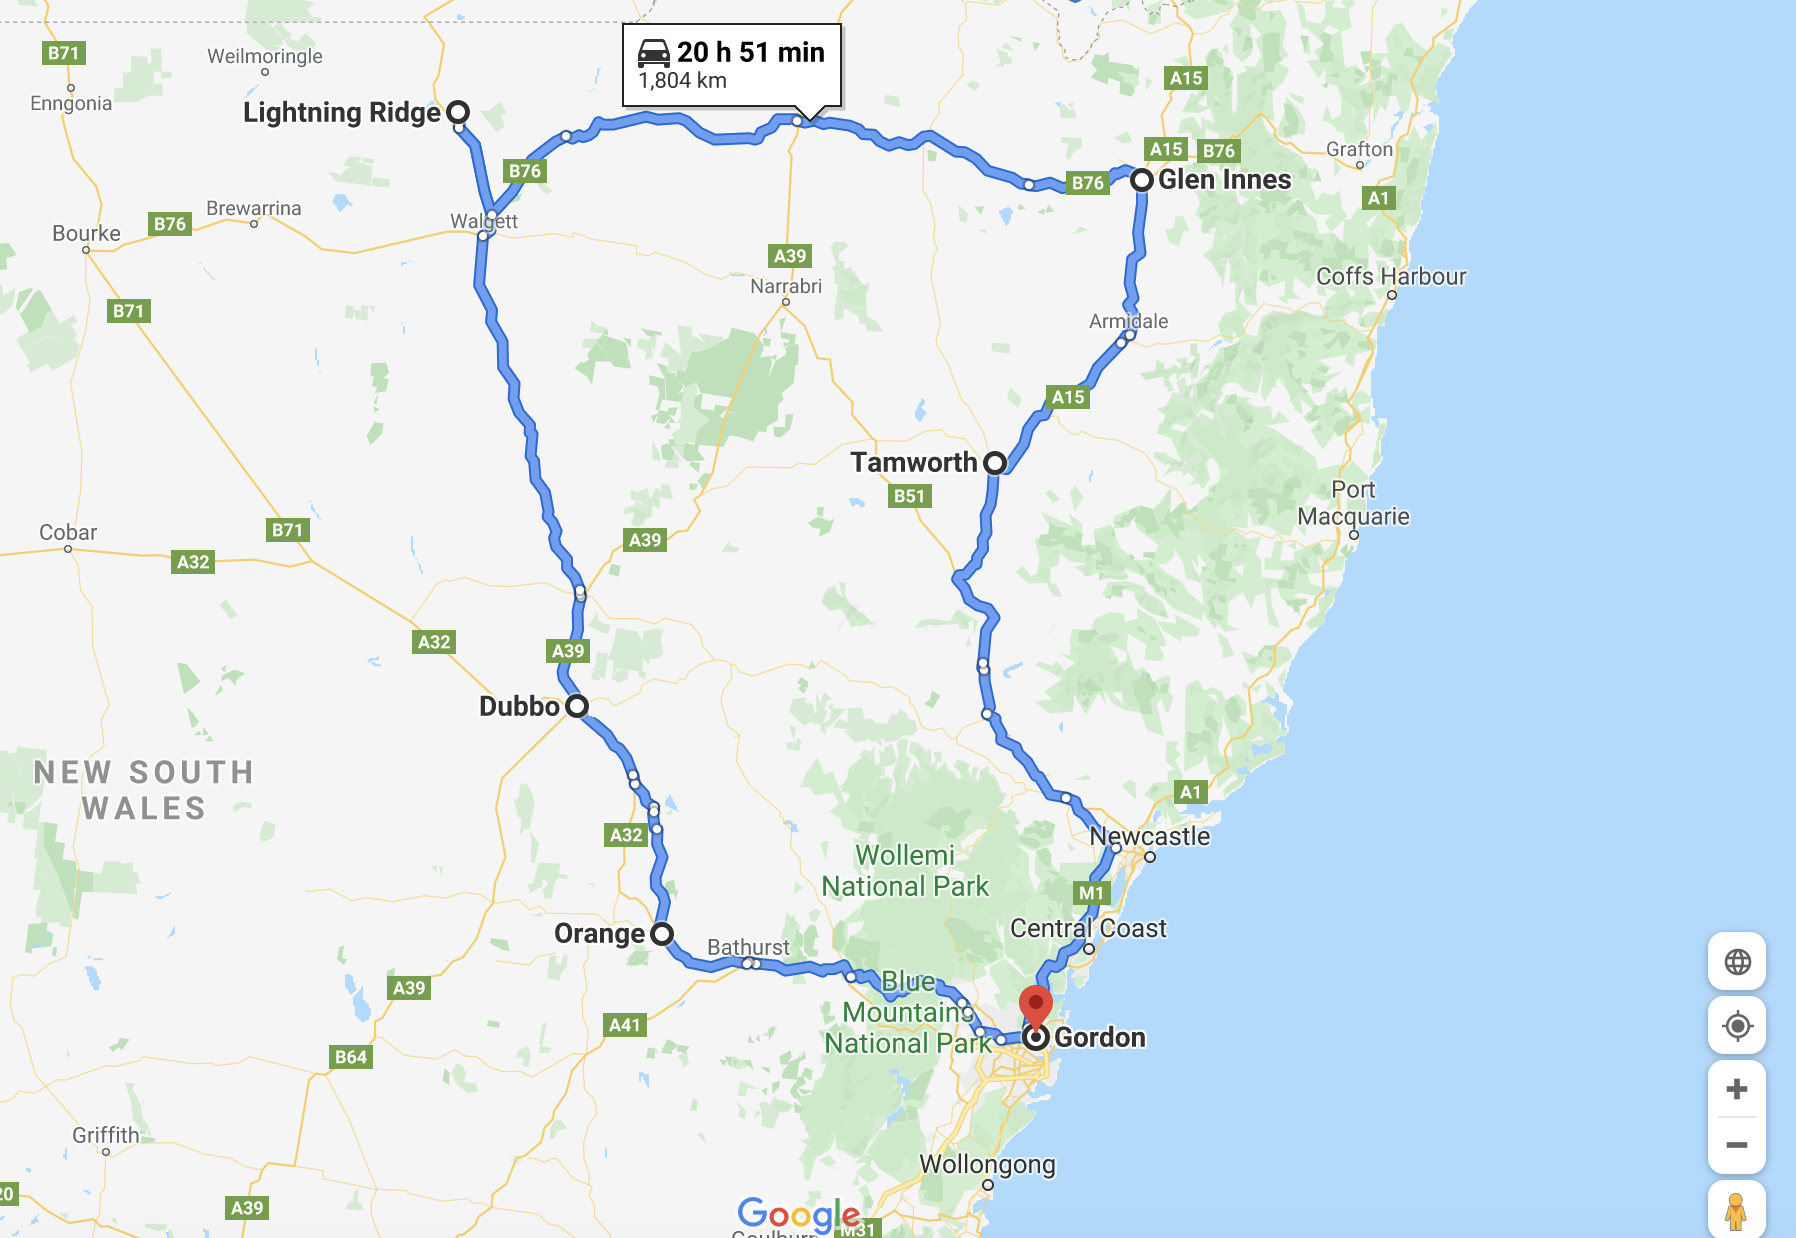 B71
Weilmoringle
20 h 51 min
1,804 km
A15
Enngonia
Lightning Ridge
B76
A15
B76
Grafton
B76
Glen Innes
A1
Brewarrina
B76
Walgett
Bourke
A39
Coffs Harbour
Narrabri
B71
Armidale
A15
Tamworth
B51
Port
Macquarie
Cobar
B71
A39
A32
A32
A39
Dubbo
NEW SOUTH
WALES
A1
A32
Newcastle
Wollemi
National Park
M1
Central Coast
Orange
Bathurst
Blue
Mountains
National Park
A39
A41
Gordon
B64
Griffith
Wollongong
20
A39
Google
M31